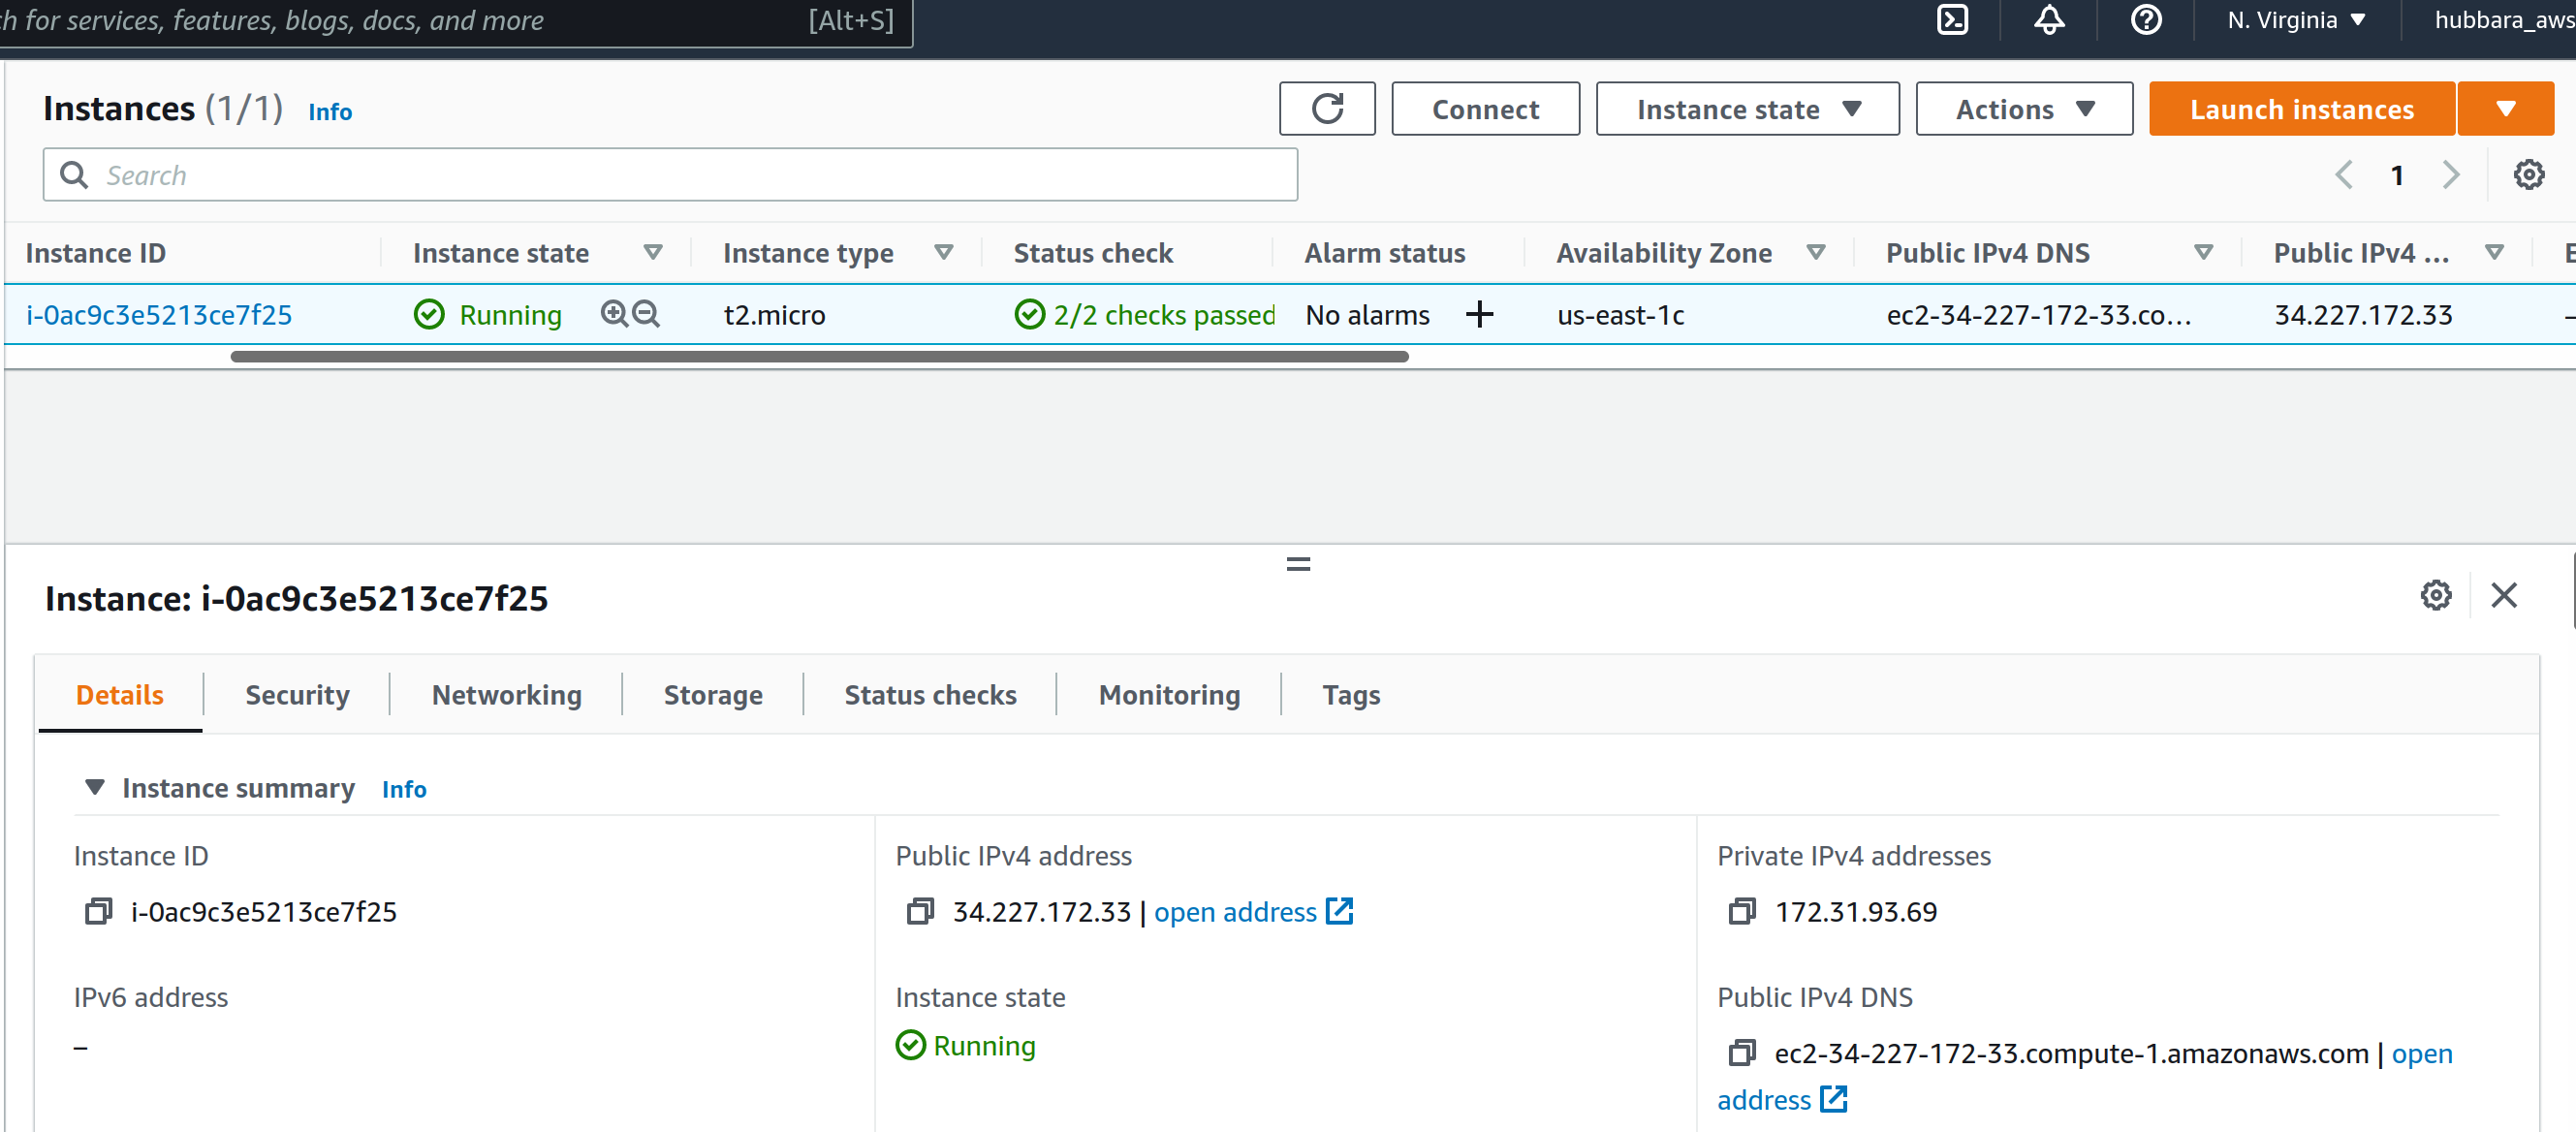 h for services, features, blogs, docs, and more [Alt+S] N. Virginia hubbara_aws
Instances (1/1) Info Connect Instance state Actions Launch instances
Search 1
Instance ID Instance state Instance type Status check Alarm status Availability Zone Public IPv4 DNS Public IPv4 ... E
i-0ac9c3e5213ce7f25 Running t2.micro 2/2 checks passed No alarms + us-east-1c ec2-34-227-172-33.co... 34.227.172.33 –
Instance: i-0ac9c3e5213ce7f25
Details Security Networking Storage Status checks Monitoring Tags
Instance summary Info
Instance ID Public IPv4 address Private IPv4 addresses
i-0ac9c3e5213ce7f25 34.227.172.33 | open address 172.31.93.69
IPv6 address Instance state Public IPv4 DNS
– Running ec2-34-227-172-33.compute-1.amazonaws.com | open
address